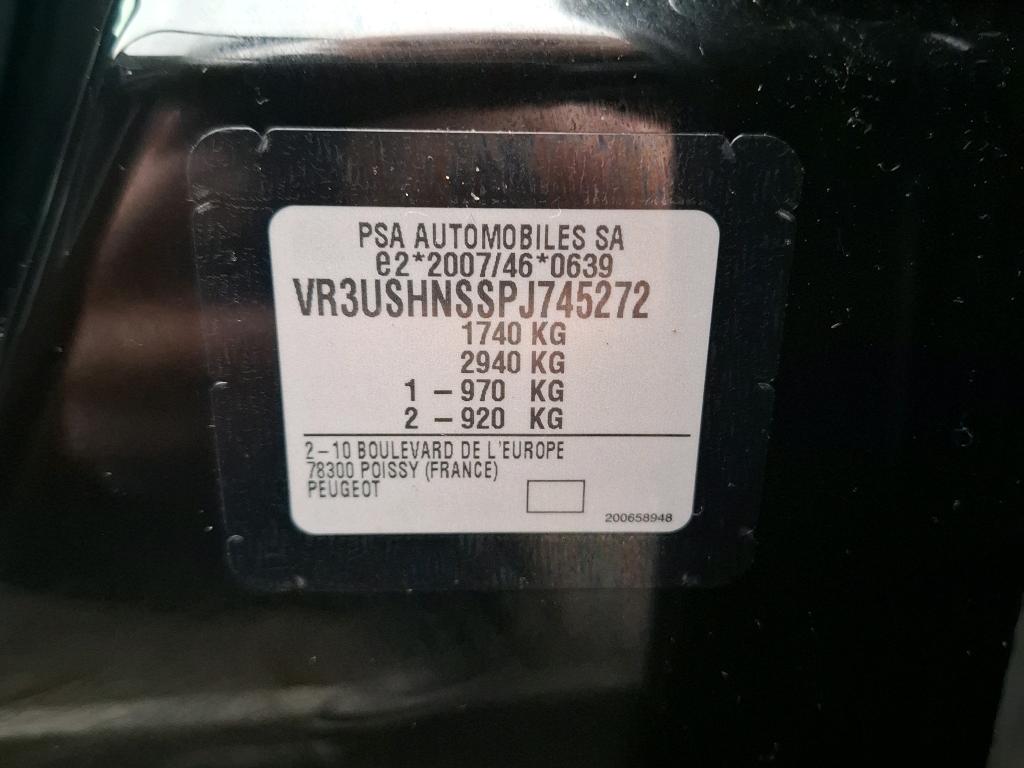 PSA AUTOMOBILES SA
e2*2007/46*0639
VR3USHNSSPJ745272
1740 KG
2940 KG
1 – 970 KG
2 – 920 KG
2 – 10 BOULEVARD DE L'EUROPE
78300 POISSY (FRANCE)
PEUGEOT
200658948